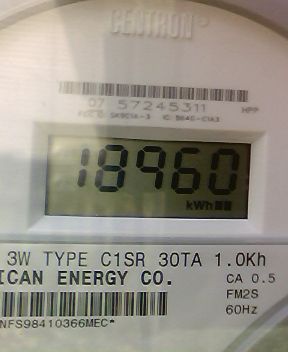 CENTRON
HPP
07 57245311
18960
kWh
3W TYPE C1SR 30TA 1.0Kh
ICAN ENERGY CO.
CA 0.5
FM2S
60Hz
NFS98410366MEC*